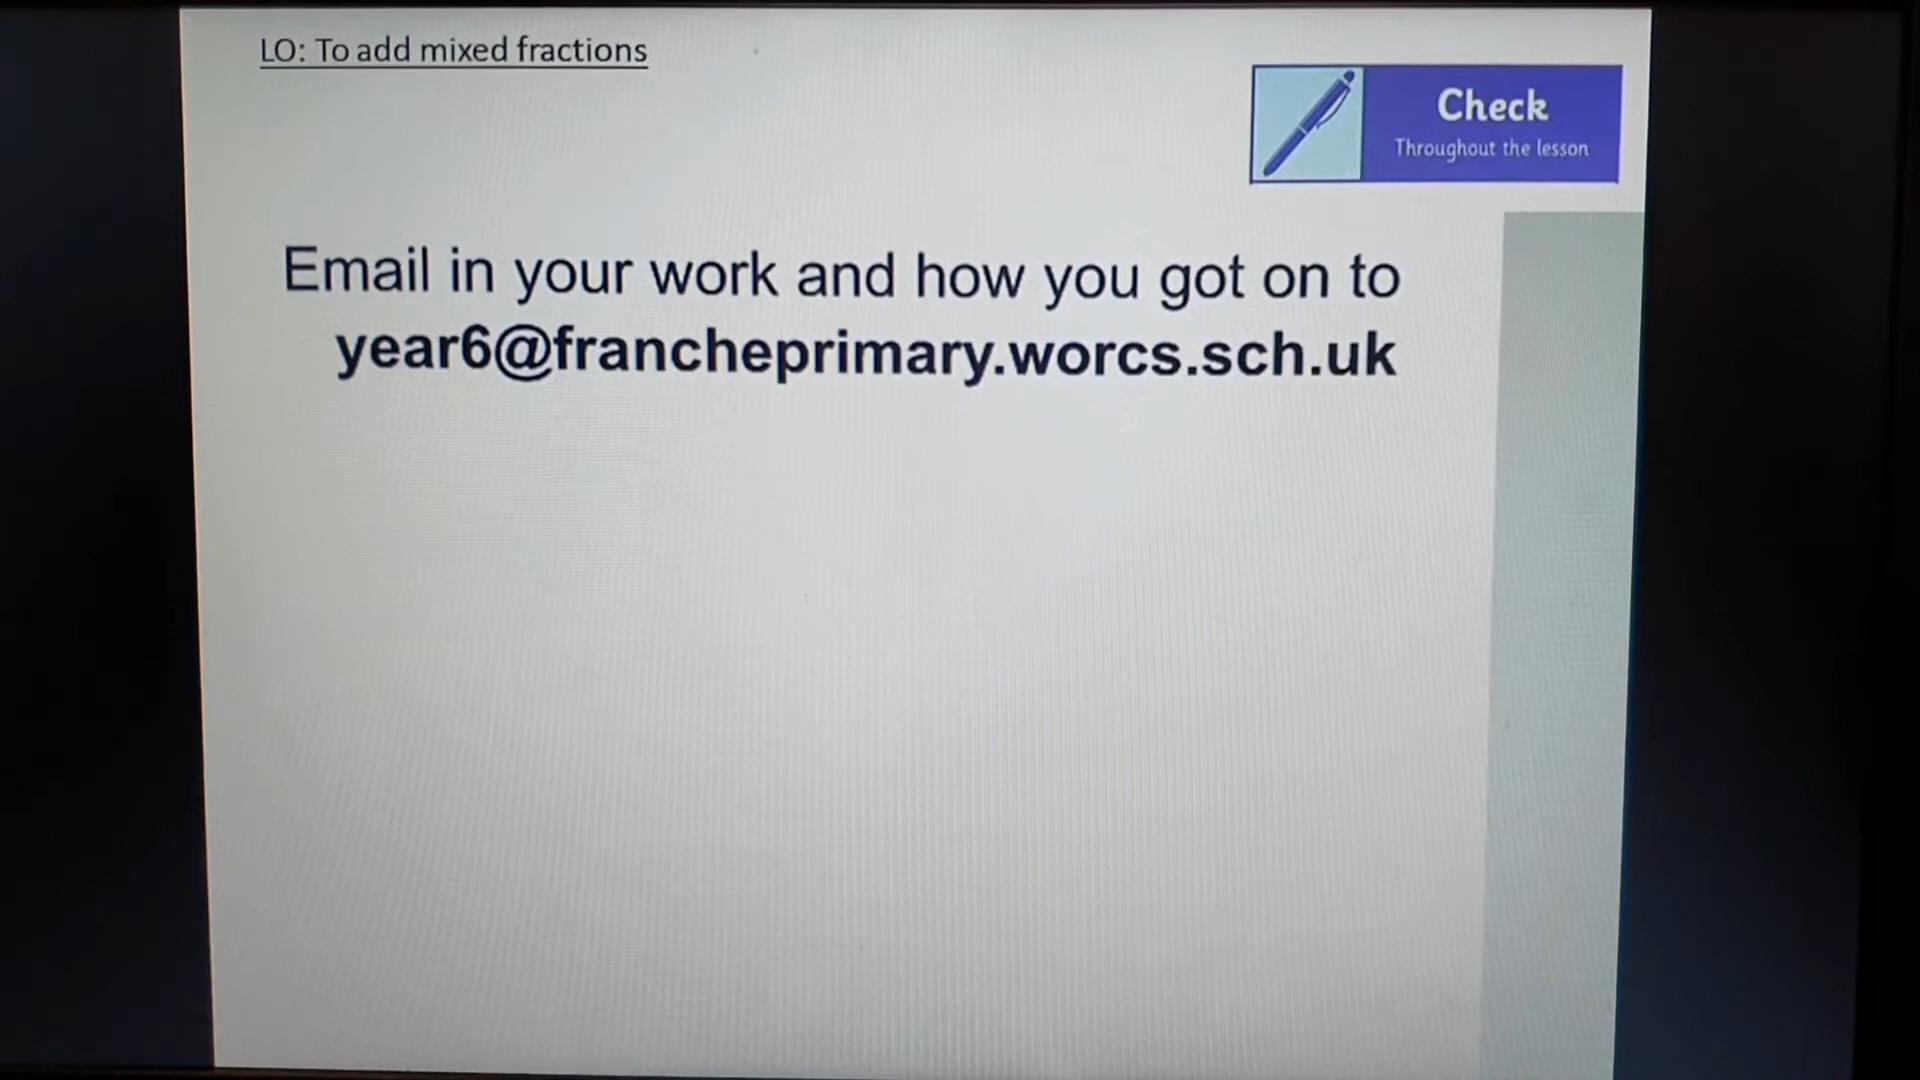 LO: To add mixed fractions
Check
Throughout the lesson
Email in your work and how you got on to
year6@francheprimary.worcs.sch.uk